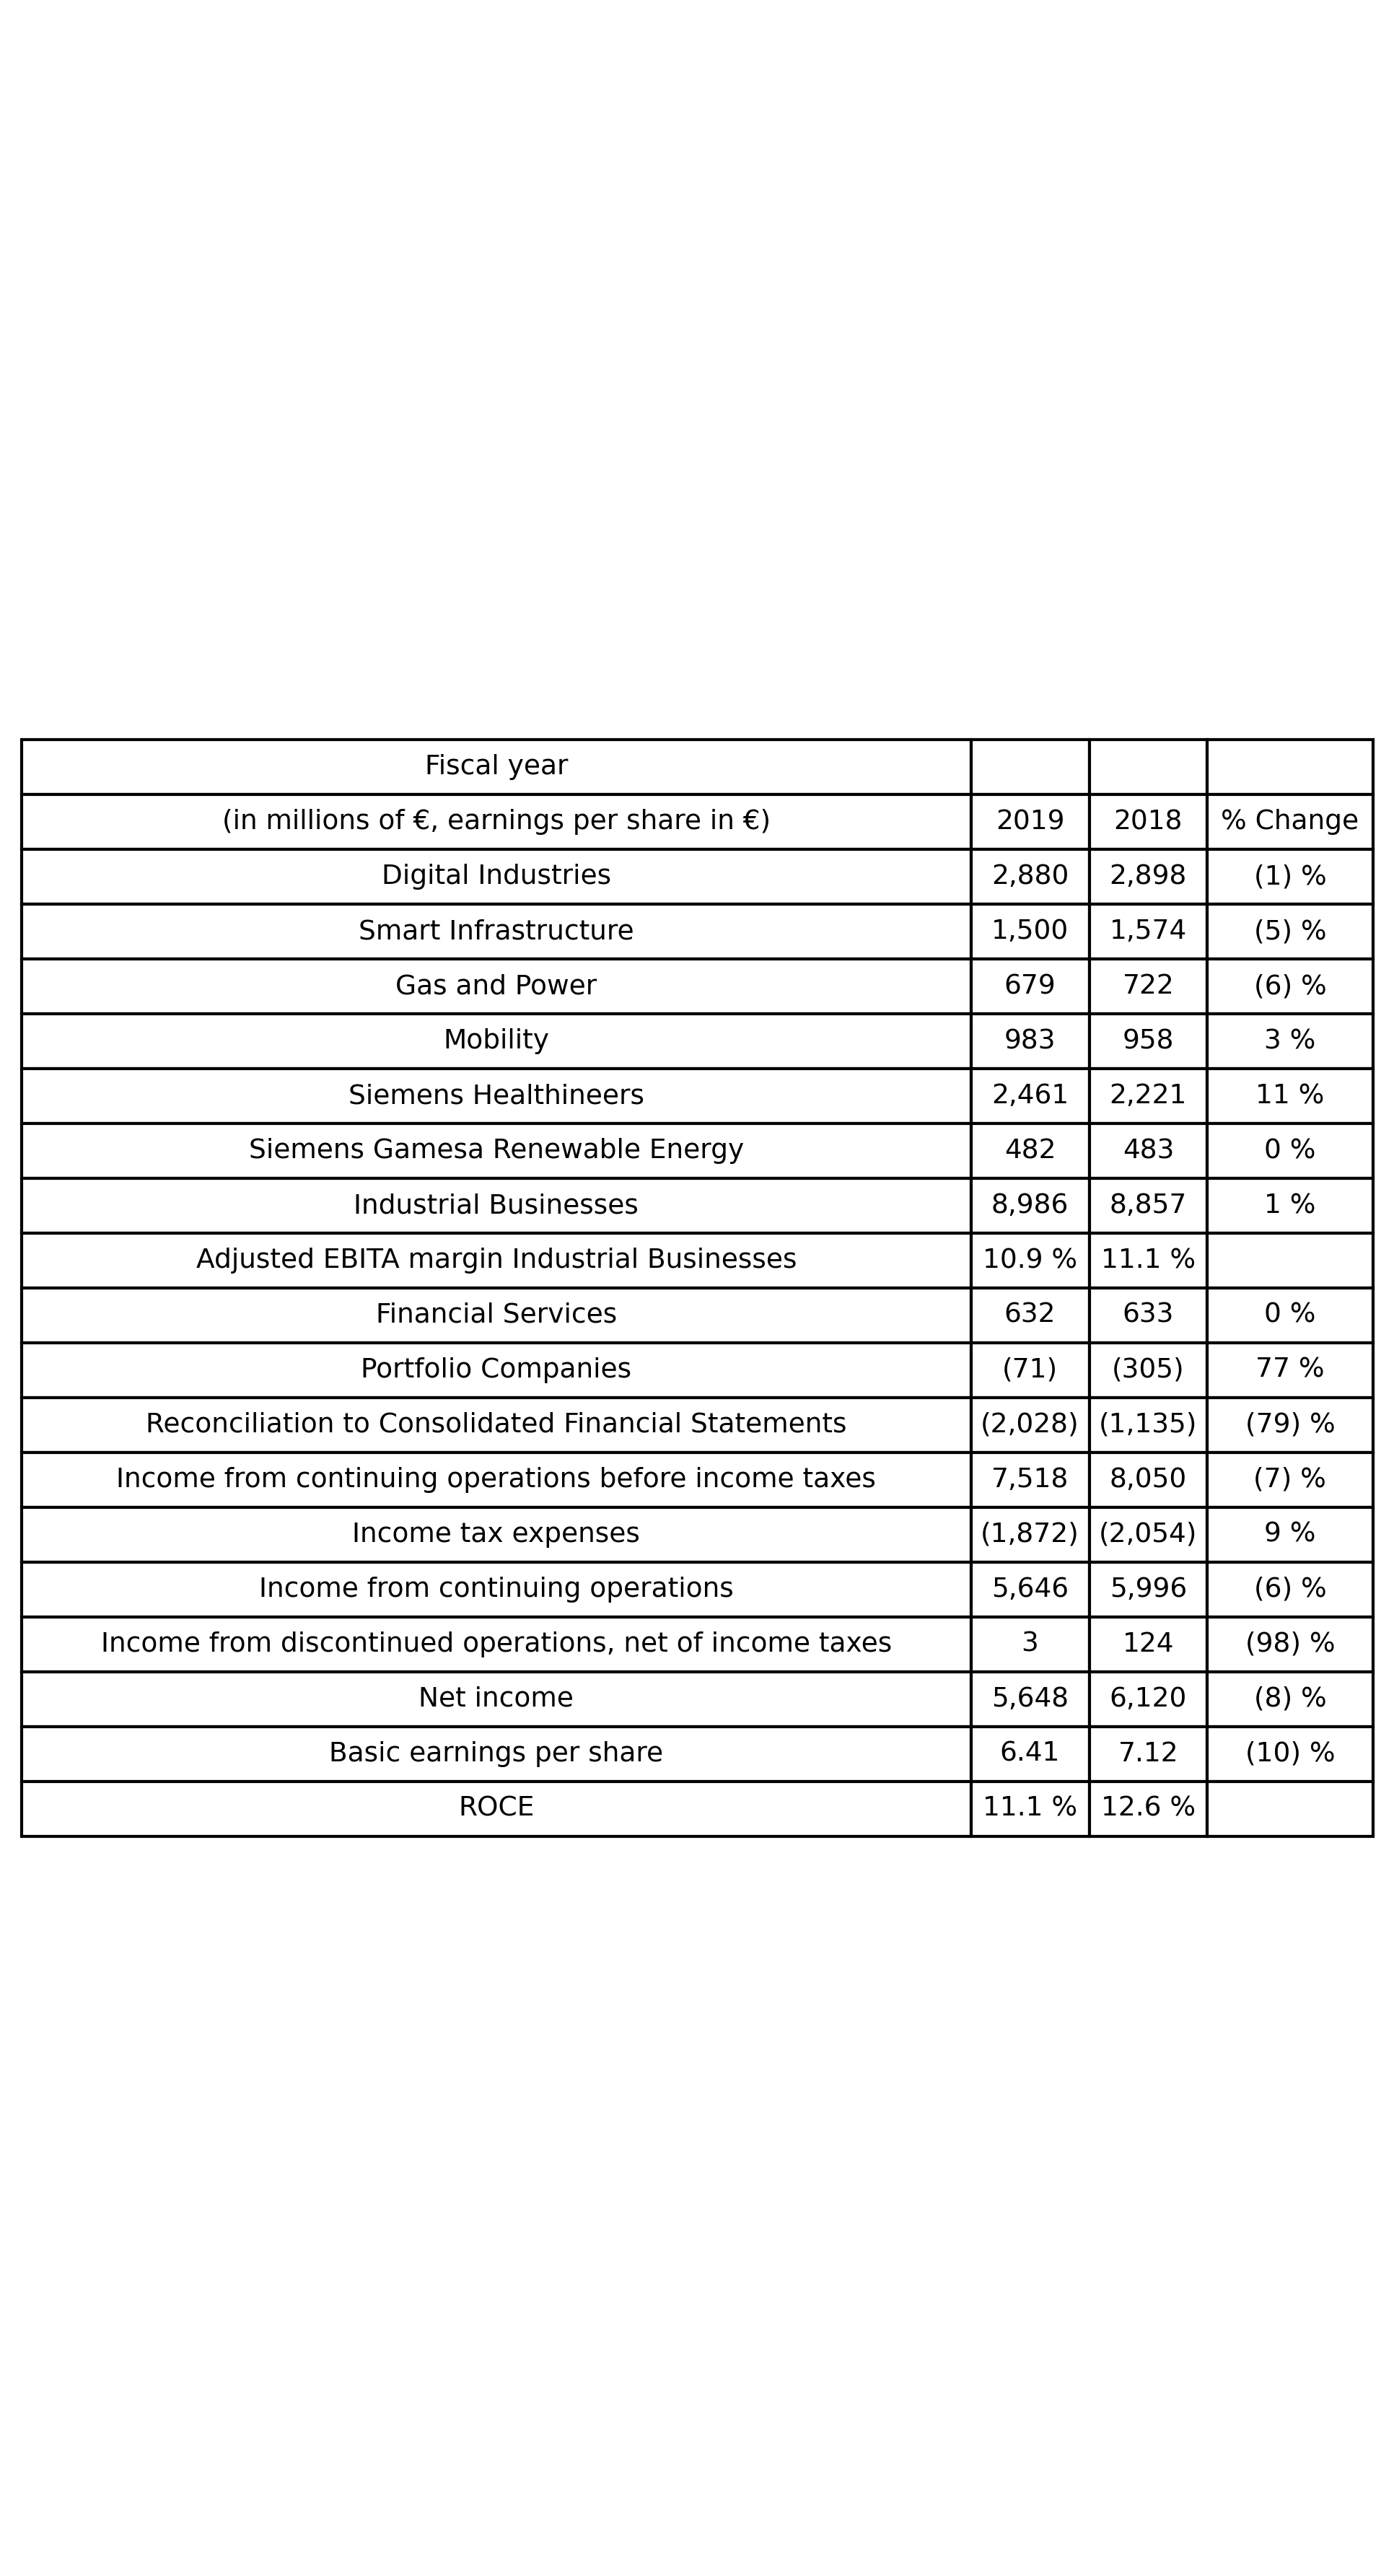 Fiscal year
(in millions of €, earnings per share in €) 2019 2018 % Change
Digital Industries 2,880 2,898 (1) %
Smart Infrastructure 1,500 1,574 (5) %
Gas and Power 679 722 (6) %
Mobility 983 958 3 %
Siemens Healthineers 2,461 2,221 11 %
Siemens Gamesa Renewable Energy 482 483 0 %
Industrial Businesses 8,986 8,857 1 %
Adjusted EBITA margin Industrial Businesses 10.9 % 11.1 %
Financial Services 632 633 0 %
Portfolio Companies (71) (305) 77 %
Reconciliation to Consolidated Financial Statements (2,028) (1,135) (79) %
Income from continuing operations before income taxes 7,518 8,050 (7) %
Income tax expenses (1,872) (2,054) 9 %
Income from continuing operations 5,646 5,996 (6) %
Income from discontinued operations, net of income taxes 3 124 (98) %
Net income 5,648 6,120 (8) %
Basic earnings per share 6.41 7.12 (10) %
ROCE 11.1 % 12.6 %